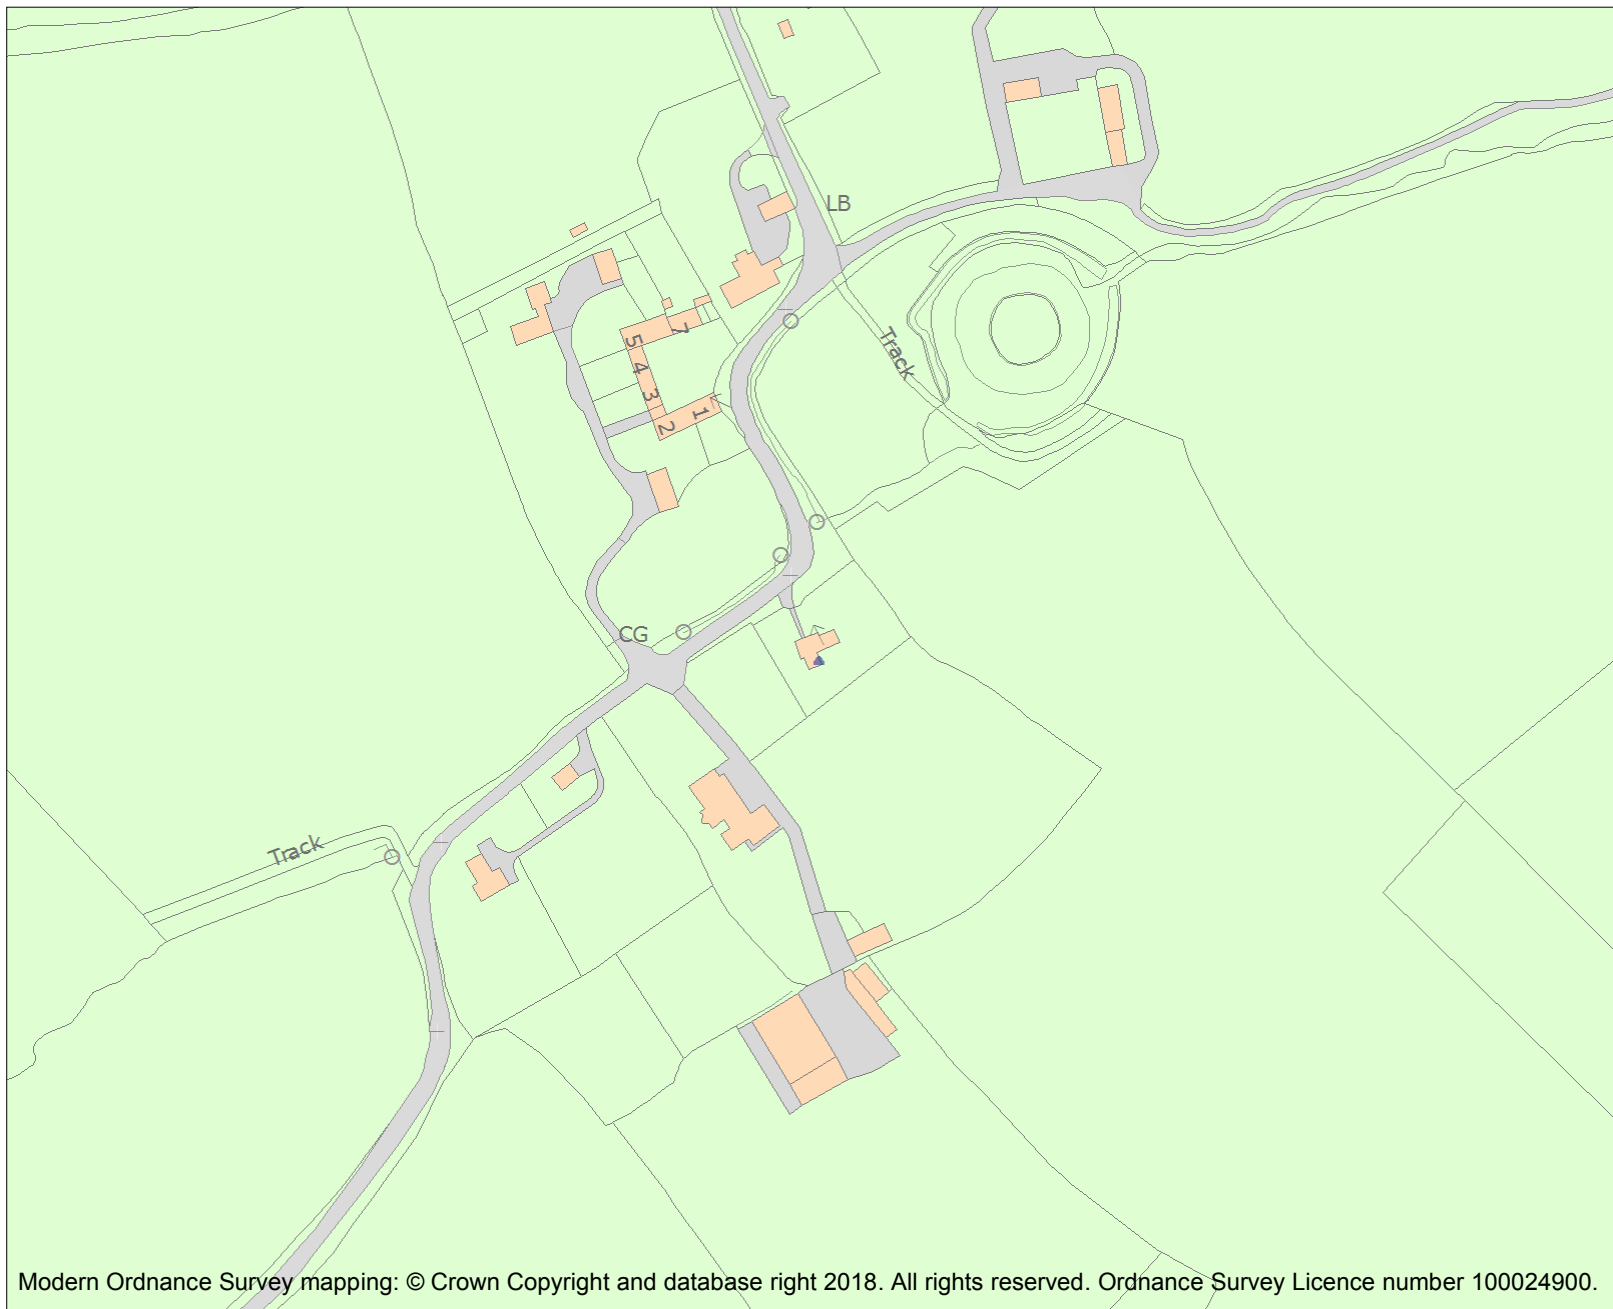 LB
Track
7
5
4
3
1
2
CG
Track
Modern Ordnance Survey mapping: © Crown Copyright and database right 2018. All rights reserved. Ordnance Survey Licence number 100024900.